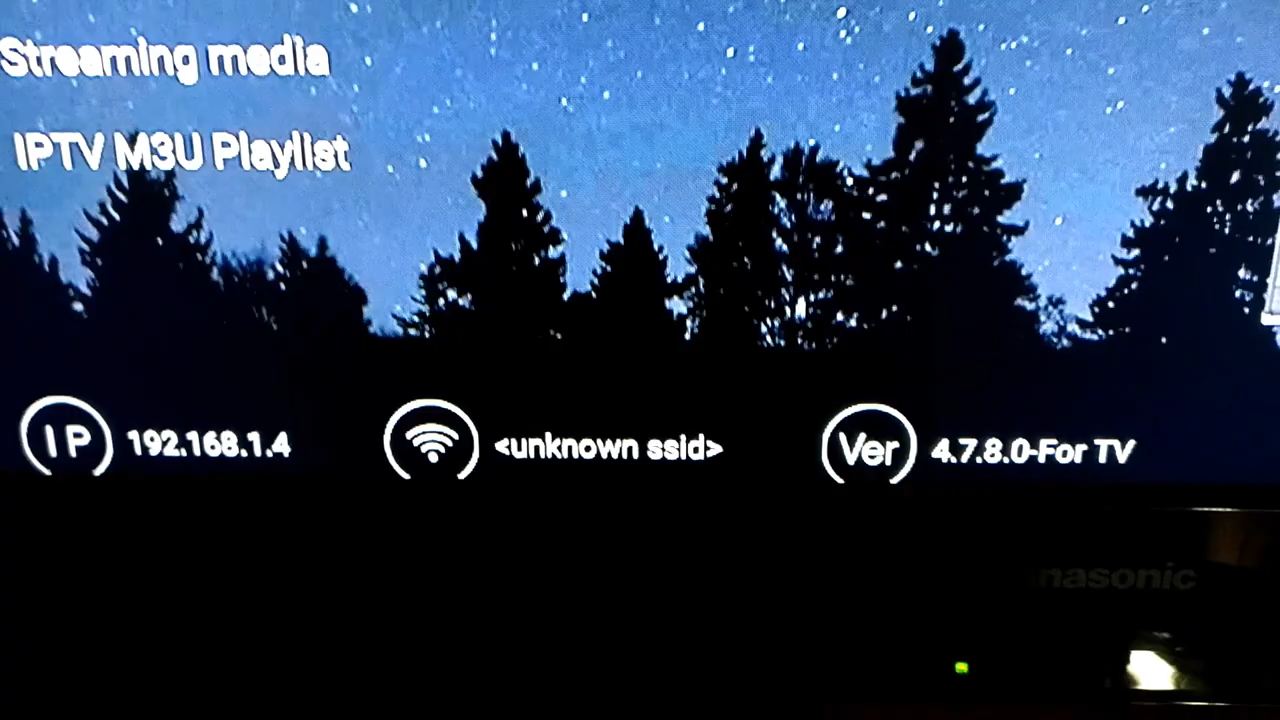 Streaming media
IPTV M3U Playlist
IP 192.168.1.4
<unknown ssid>
Ver 4.7.8.0-For TV
nasonic